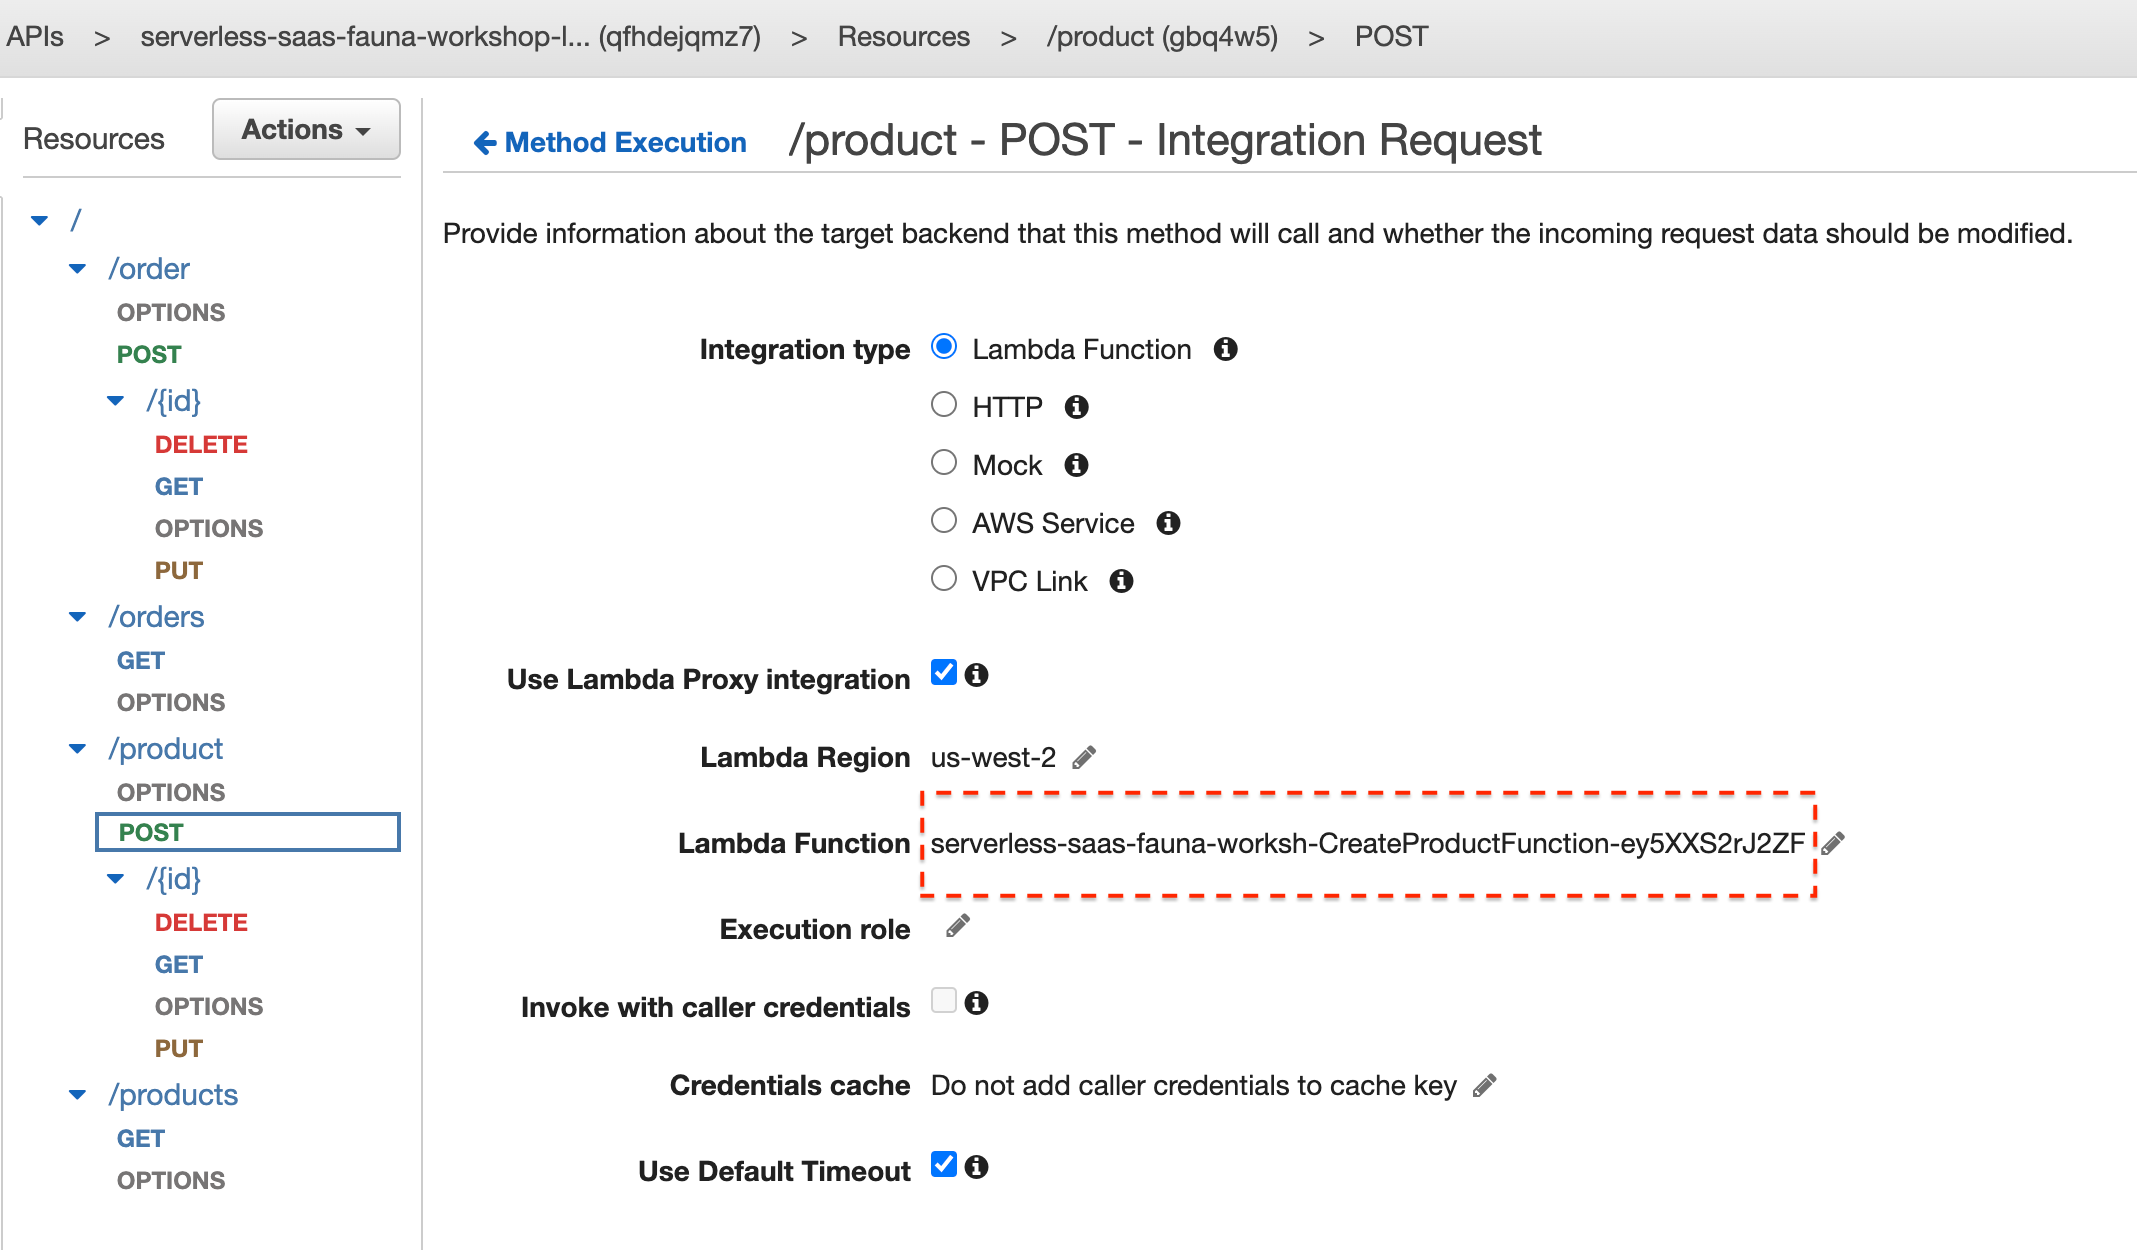 APIs > serverless-saas-fauna-workshop-l... (qfhdejqmz7) > Resources > /product (gbq4w5) > POST
Resources
Actions
/
/order
OPTIONS
POST
/{id}
DELETE
GET
OPTIONS
PUT
/orders
GET
OPTIONS
/product
OPTIONS
POST
/{id}
DELETE
GET
OPTIONS
PUT
/products
GET
OPTIONS
Method Execution /product - POST - Integration Request
Provide information about the target backend that this method will call and whether the incoming request data should be modified.
Integration type Lambda Function
HTTP
Mock
AWS Service
VPC Link
Use Lambda Proxy integration
Lambda Region us-west-2
Lambda Function serverless-saas-fauna-worksh-CreateProductFunction-ey5XXS2rJ2ZF
Execution role
Invoke with caller credentials
Credentials cache Do not add caller credentials to cache key
Use Default Timeout